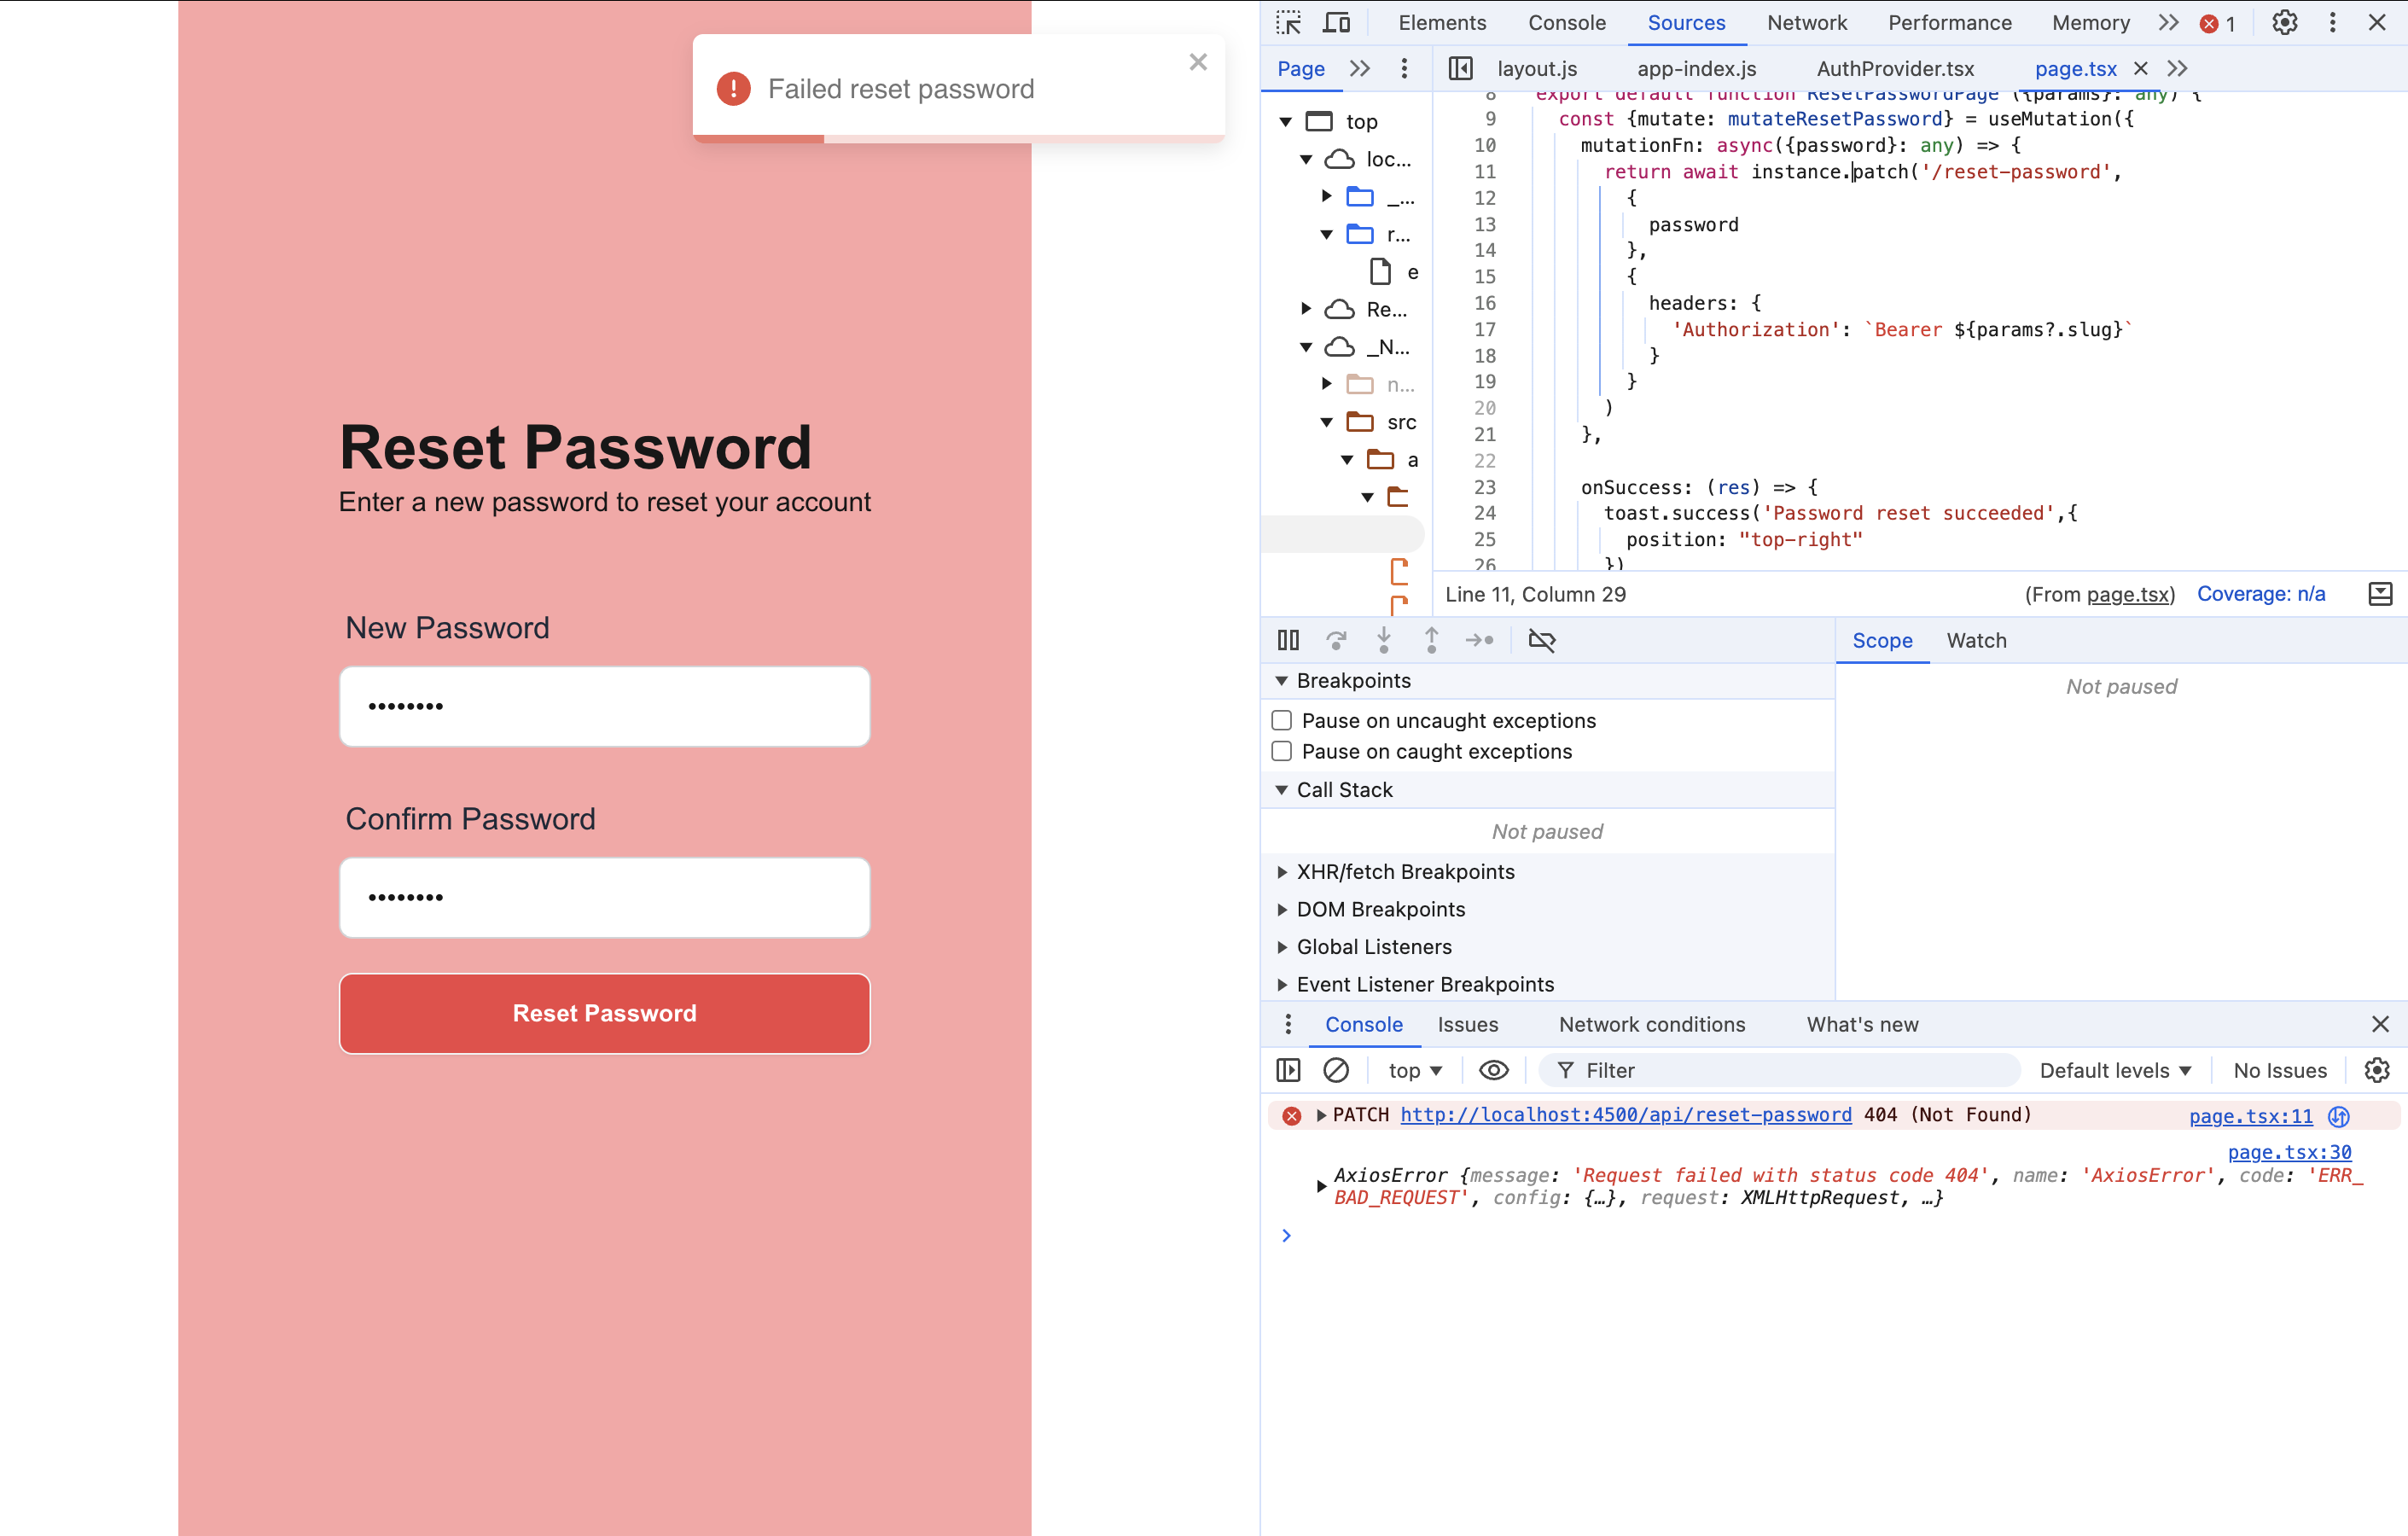 Failed reset password
Reset Password
Enter a new password to reset your account
New Password
••••••••
Confirm Password
••••••••
Reset Password
Elements Console Sources Network Performance Memory 1
Page
layout.js app-index.js AuthProvider.tsx page.tsx
top
loc...
_...
r...
e
Re...
_N...
n...
src
a
8 export default function ResetPasswordPage ({params}: any) {
9 const {mutate: mutateResetPassword} = useMutation({
10 mutationFn: async({password}: any) => {
11 return await instance.patch('/reset-password',
12 {
13 password
14 },
15 {
16 headers: {
17 'Authorization': `Bearer ${params?.slug}`
18 }
19 }
20 )
21 },
22
23 onSuccess: (res) => {
24 toast.success('Password reset succeeded',{
25 position: "top-right"
26 })
Line 11, Column 29 (From page.tsx) Coverage: n/a
Scope Watch
Not paused
Breakpoints
Pause on uncaught exceptions
Pause on caught exceptions
Call Stack
Not paused
XHR/fetch Breakpoints
DOM Breakpoints
Global Listeners
Event Listener Breakpoints
Console Issues Network conditions What's new
top Filter Default levels No Issues
PATCH http://localhost:4500/api/reset-password 404 (Not Found) page.tsx:11
page.tsx:30
AxiosError {message: 'Request failed with status code 404', name: 'AxiosError', code: 'ERR_
BAD_REQUEST', config: {…}, request: XMLHttpRequest, …}